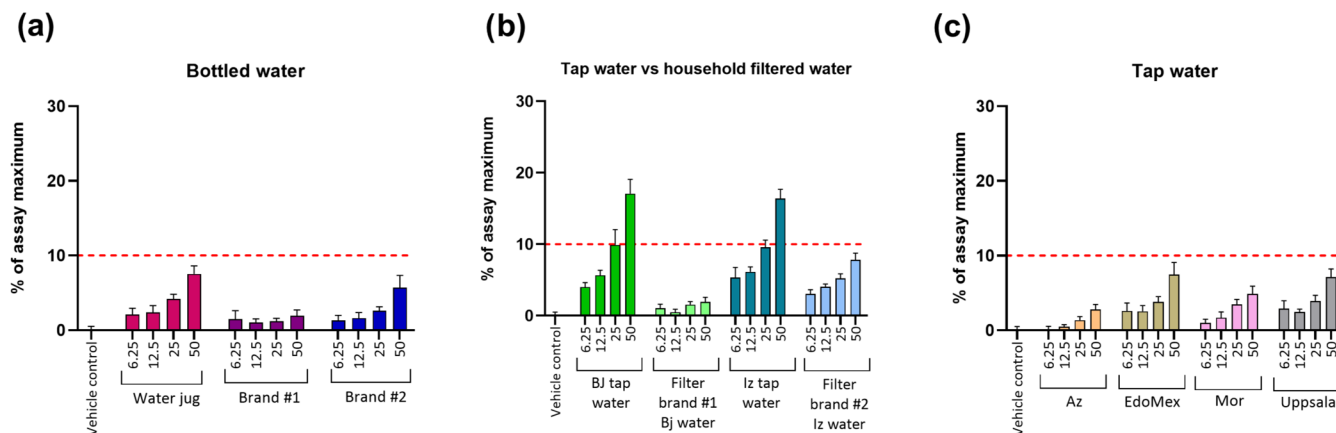 (a)
Bottled water
% of assay maximum
30
20
10
0
Vehicle control
6.25
12.5
25
50
6.25
12.5
25
50
6.25
12.5
25
50
Water jug
Brand #1
Brand #2
(b)
Tap water vs household filtered water
% of assay maximum
30
20
10
0
Vehicle control
6.25
12.5
25
50
6.25
12.5
25
50
6.25
12.5
25
50
6.25
12.5
25
50
BJ tap
water
Filter
brand #1
Bj water
Iz tap
water
Filter
brand #2
Iz water
(c)
Tap water
% of assay maximum
30
20
10
0
Vehicle control
6.25
12.5
25
50
6.25
12.5
25
50
6.25
12.5
25
50
6.25
12.5
25
50
Az
EdoMex
Mor
Uppsala